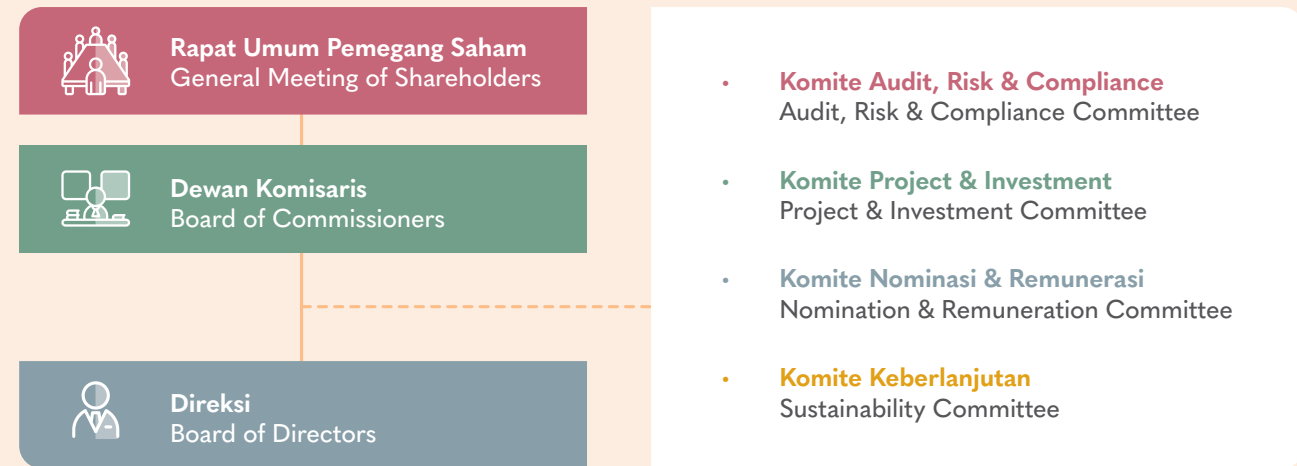 Rapat Umum Pemegang Saham
General Meeting of Shareholders
Dewan Komisaris
Board of Commissioners
Direksi
Board of Directors
• Komite Audit, Risk & Compliance
Audit, Risk & Compliance Committee
• Komite Project & Investment
Project & Investment Committee
• Komite Nominasi & Remunerasi
Nomination & Remuneration Committee
• Komite Keberlanjutan
Sustainability Committee